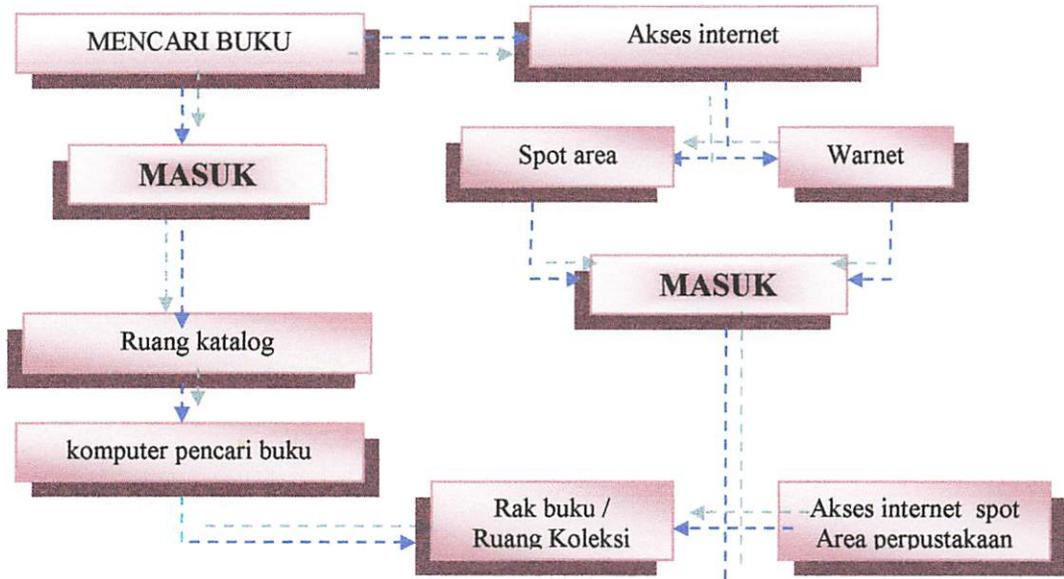 MENCARI BUKU
Akses internet
Spot area
Warnet
MASUK
MASUK
Ruang katalog
komputer pencari buku
Rak buku /
Ruang Koleksi
Akses internet spot
Area perpustakaan